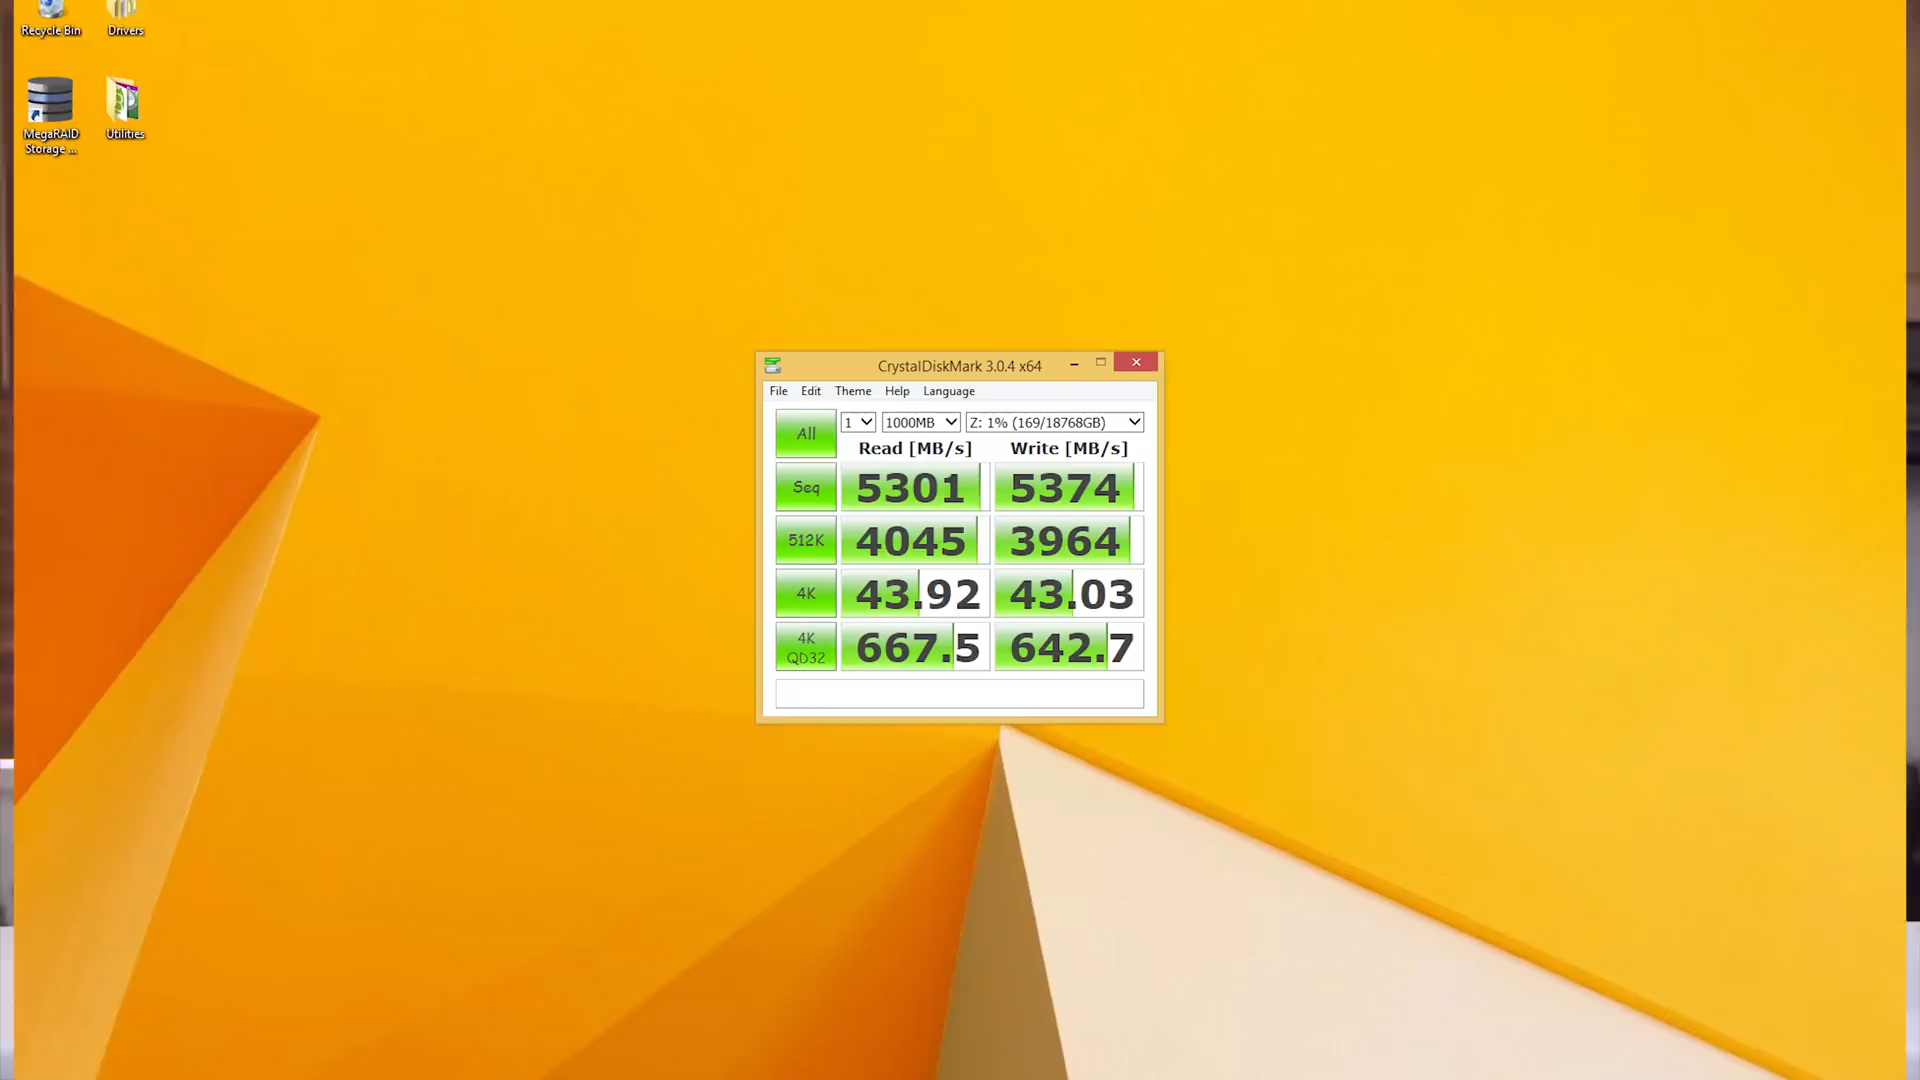 Recycle Bin
Drivers
MegaRAID
Storage ...
Utilities
CrystalDiskMark 3.0.4 x64
File Edit Theme Help Language
All 1 1000MB Z: 1% (169/18768GB)
Read [MB/s] Write [MB/s]
Seq 5301 5374
512K 4045 3964
4K 43.92 43.03
4K
QD32 667.5 642.7